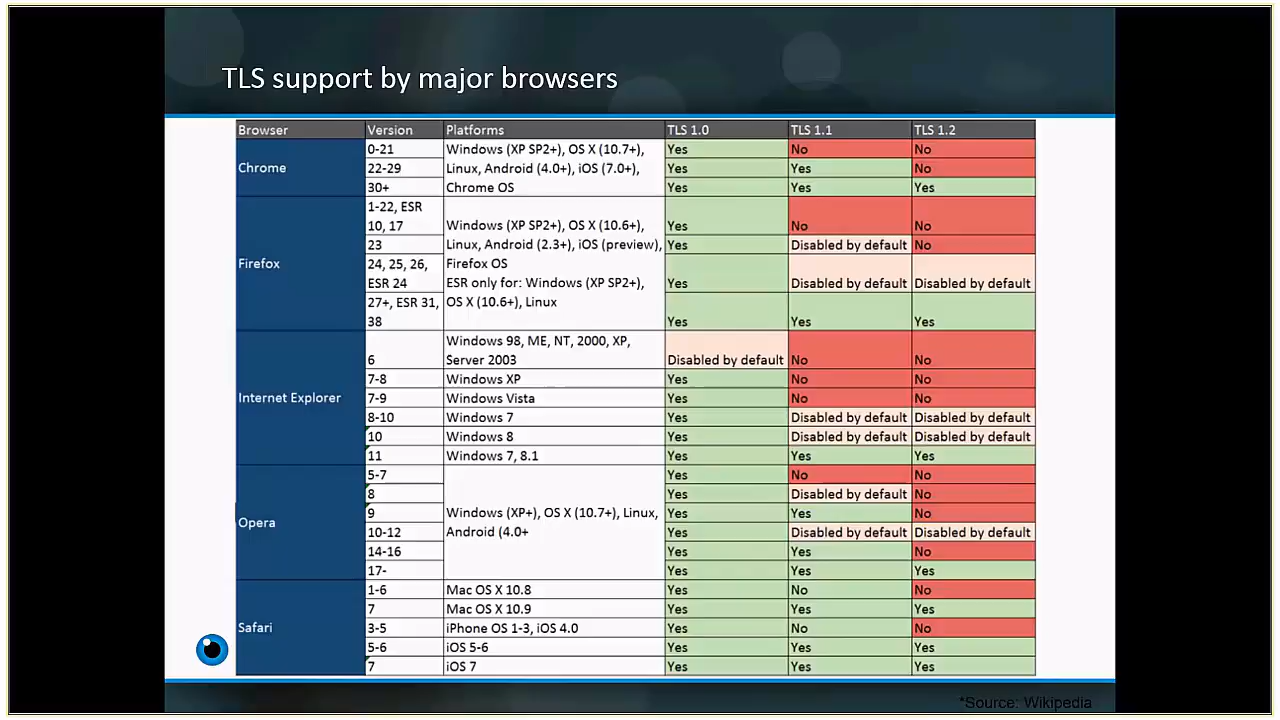 TLS support by major browsers
Browser Version Platforms TLS 1.0 TLS 1.1 TLS 1.2
Chrome
0-21 Yes No No
22-29 Yes Yes No
30+ Yes Yes Yes
Windows (XP SP2+), OS X (10.7+),
Linux, Android (4.0+), iOS (7.0+),
Chrome OS
Firefox
1-22, ESR
10, 17 Yes No No
23 Yes Disabled by default No
24, 25, 26,
ESR 24 Yes Disabled by default Disabled by default
27+, ESR 31,
38 Yes Yes Yes
Windows (XP SP2+), OS X (10.6+),
Linux, Android (2.3+), iOS (preview),
Firefox OS
ESR only for: Windows (XP SP2+),
OS X (10.6+), Linux
Internet Explorer
Windows 98, ME, NT, 2000, XP,
6 Server 2003 Disabled by default No No
7-8 Windows XP Yes No No
7-9 Windows Vista Yes No No
8-10 Windows 7 Yes Disabled by default Disabled by default
10 Windows 8 Yes Disabled by default Disabled by default
11 Windows 7, 8.1 Yes Yes Yes
Opera
5-7 Yes No No
8 Yes Disabled by default No
9 Yes Yes No
10-12 Yes Disabled by default Disabled by default
14-16 Yes Yes No
17- Yes Yes Yes
Windows (XP+), OS X (10.7+), Linux,
Android (4.0+
Safari
1-6 Mac OS X 10.8 Yes No No
7 Mac OS X 10.9 Yes Yes Yes
3-5 iPhone OS 1-3, iOS 4.0 Yes No No
5-6 iOS 5-6 Yes Yes Yes
7 iOS 7 Yes Yes Yes
*Source: Wikipedia